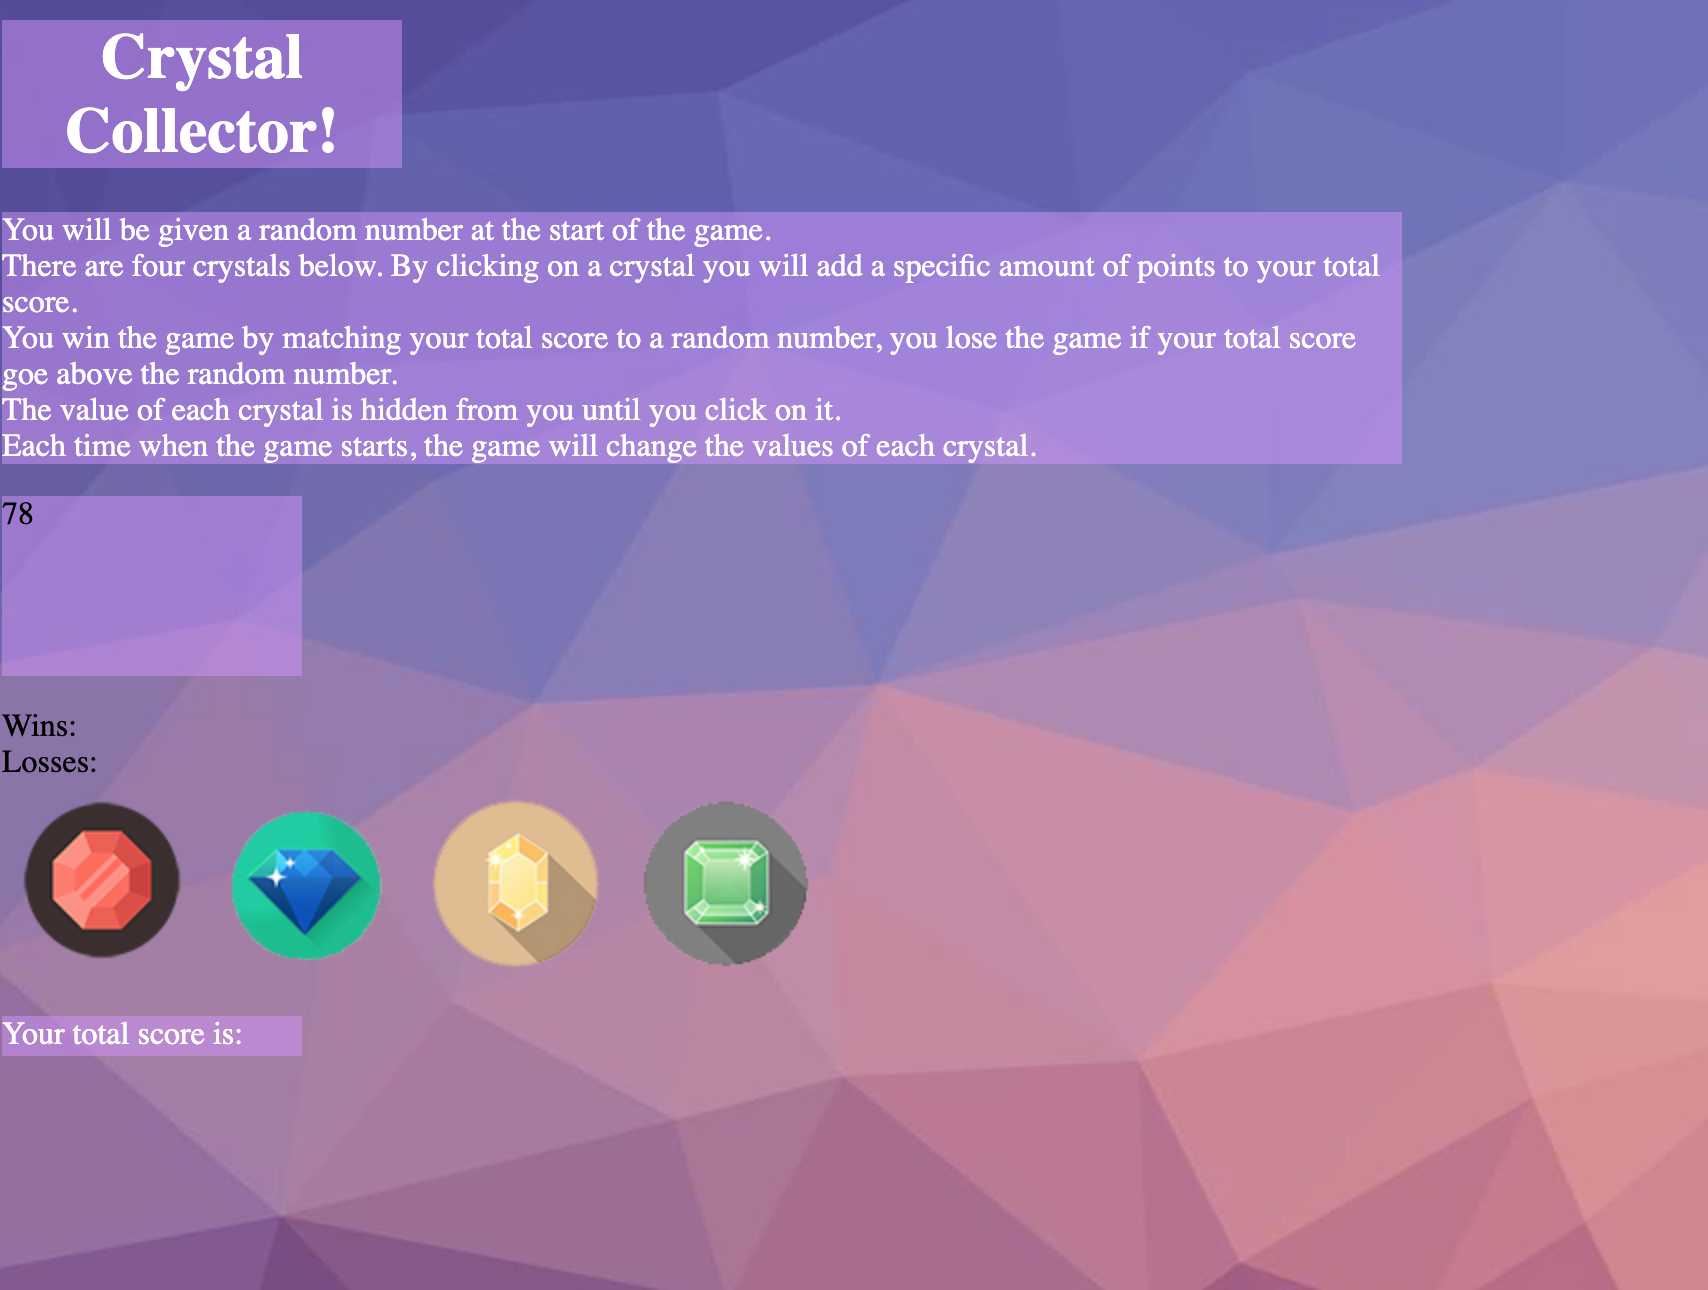 Crystal
Collector!
You will be given a random number at the start of the game.
There are four crystals below. By clicking on a crystal you will add a specific amount of points to your total
score.
You win the game by matching your total score to a random number, you lose the game if your total score
goe above the random number.
The value of each crystal is hidden from you until you click on it.
Each time when the game starts, the game will change the values of each crystal.
78
Wins:
Losses:
Your total score is: